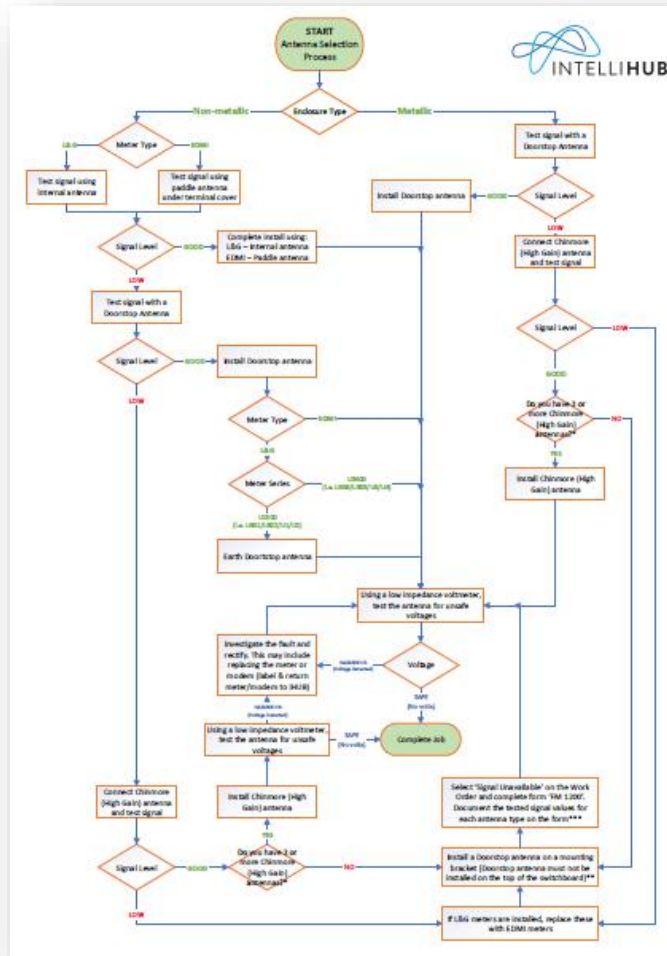 START
Antenna Selection
Process
INTELLIHUB
Non-metallic
Enclosure Type
Metallic
L&G
Meter Type
EDMI
Test signal with a
Doorstop Antenna
Test signal using
internal antenna
Test signal using
paddle antenna
under terminal cover
Install Doorstop antenna
GOOD
Signal Level
LOW
Signal Level
GOOD
Complete install using:
L&G – Internal antenna
EDMI – Paddle antenna
Connect Chinmore
(High Gain) antenna
and test signal
LOW
Test signal with a
Doorstop Antenna
Signal Level
LOW
Signal Level
GOOD
Install Doorstop antenna
GOOD
LOW
Do you have 2 or
more Chinmore
(High Gain)
antennas?*
NO
Meter Type
EDMI
YES
L&G
Install Chinmore (High
Gain) antenna
Meter Series
Earth Doortstop antenna
Using a low impedance voltmeter,
test the antenna for unsafe
voltages
Investigate the fault and
rectify. This may include
replacing the meter or
modem (label & return
meter/modem to IHUB)
Voltage
SAFE
(No volts)
Using a low impedance voltmeter,
test the antenna for unsafe
voltages
SAFE
(No volts)
Complete Job
Connect Chinmore
(High Gain) antenna
and test signal
Install Chinmore (High
Gain) antenna
Select 'Signal Unavailable' on the Work
Order and complete form 'FM 1200'.
Document the tested signal values for
each antenna type on the form***
YES
Signal Level
GOOD
Do you have 2 or
more Chinmore
(High Gain)
antennas?*
NO
Install a Doorstop antenna on a mounting
bracket (Doorstop antenna must not be
installed on the top of the switchboard)**
LOW
If L&G meters are installed, replace these
with EDMI meters